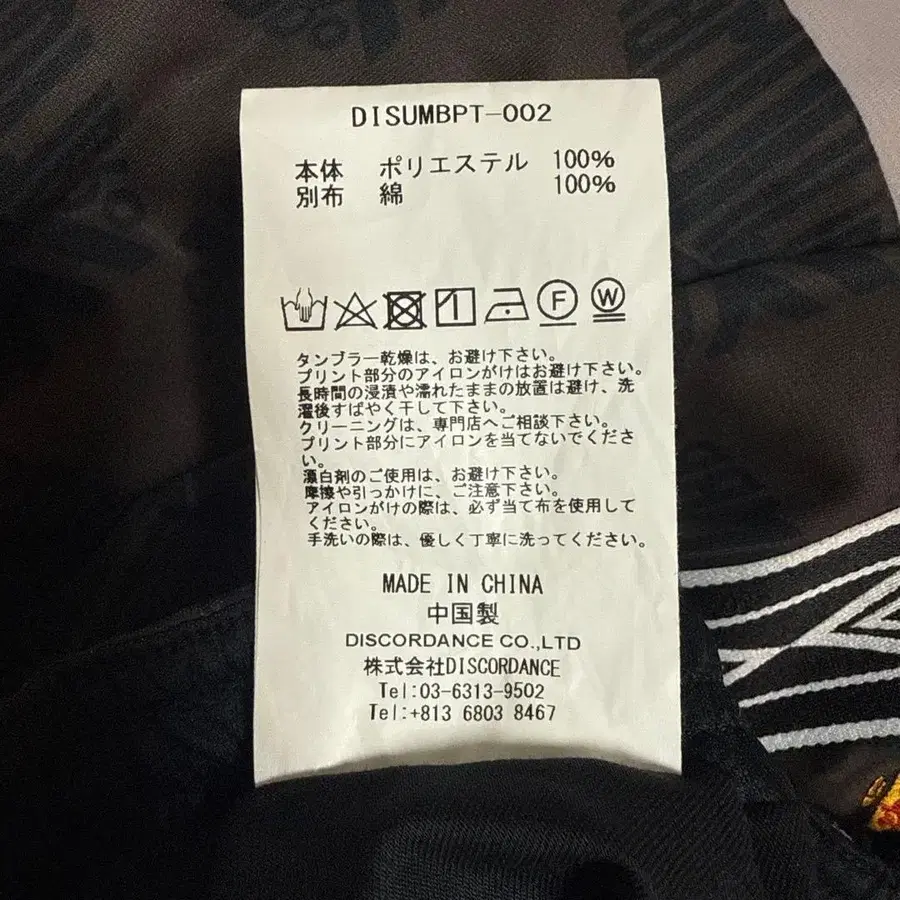 DISUMBPT-002
本体 ポリエステル 100%
別布 綿 100%
F W
タンブラー乾燥は、お避け下さい。
プリント部分のアイロンがけはお避け下さい。
長時間の浸漬や濡れたままの放置は避け、洗
濯後すばやく干して下さい。
クリーニングは、専門店へご相談下さい。
プリント部分にアイロンを当てないでくださ
い。
漂白剤のご使用は、お避け下さい。
摩擦や引っかけに、ご注意下さい。
アイロンがけの際は、必ず当て布を使用して
ください。
手洗いの際は、優しく丁寧に洗ってください。
MADE IN CHINA
中国製
DISCORDANCE CO.,LTD
株式会社DISCORDANCE
Tel:03-6313-9502
Tel:+813 6803 8467